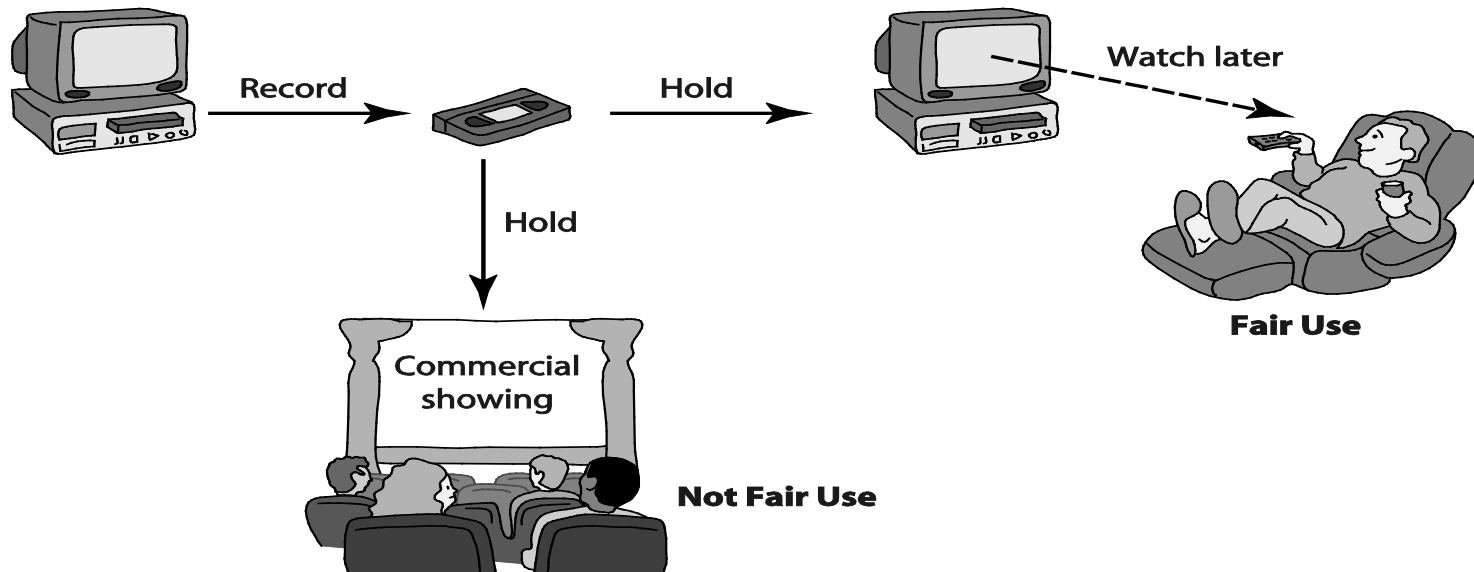 Record
Hold
Watch later
Hold
Fair Use
Commercial
showing
Not Fair Use